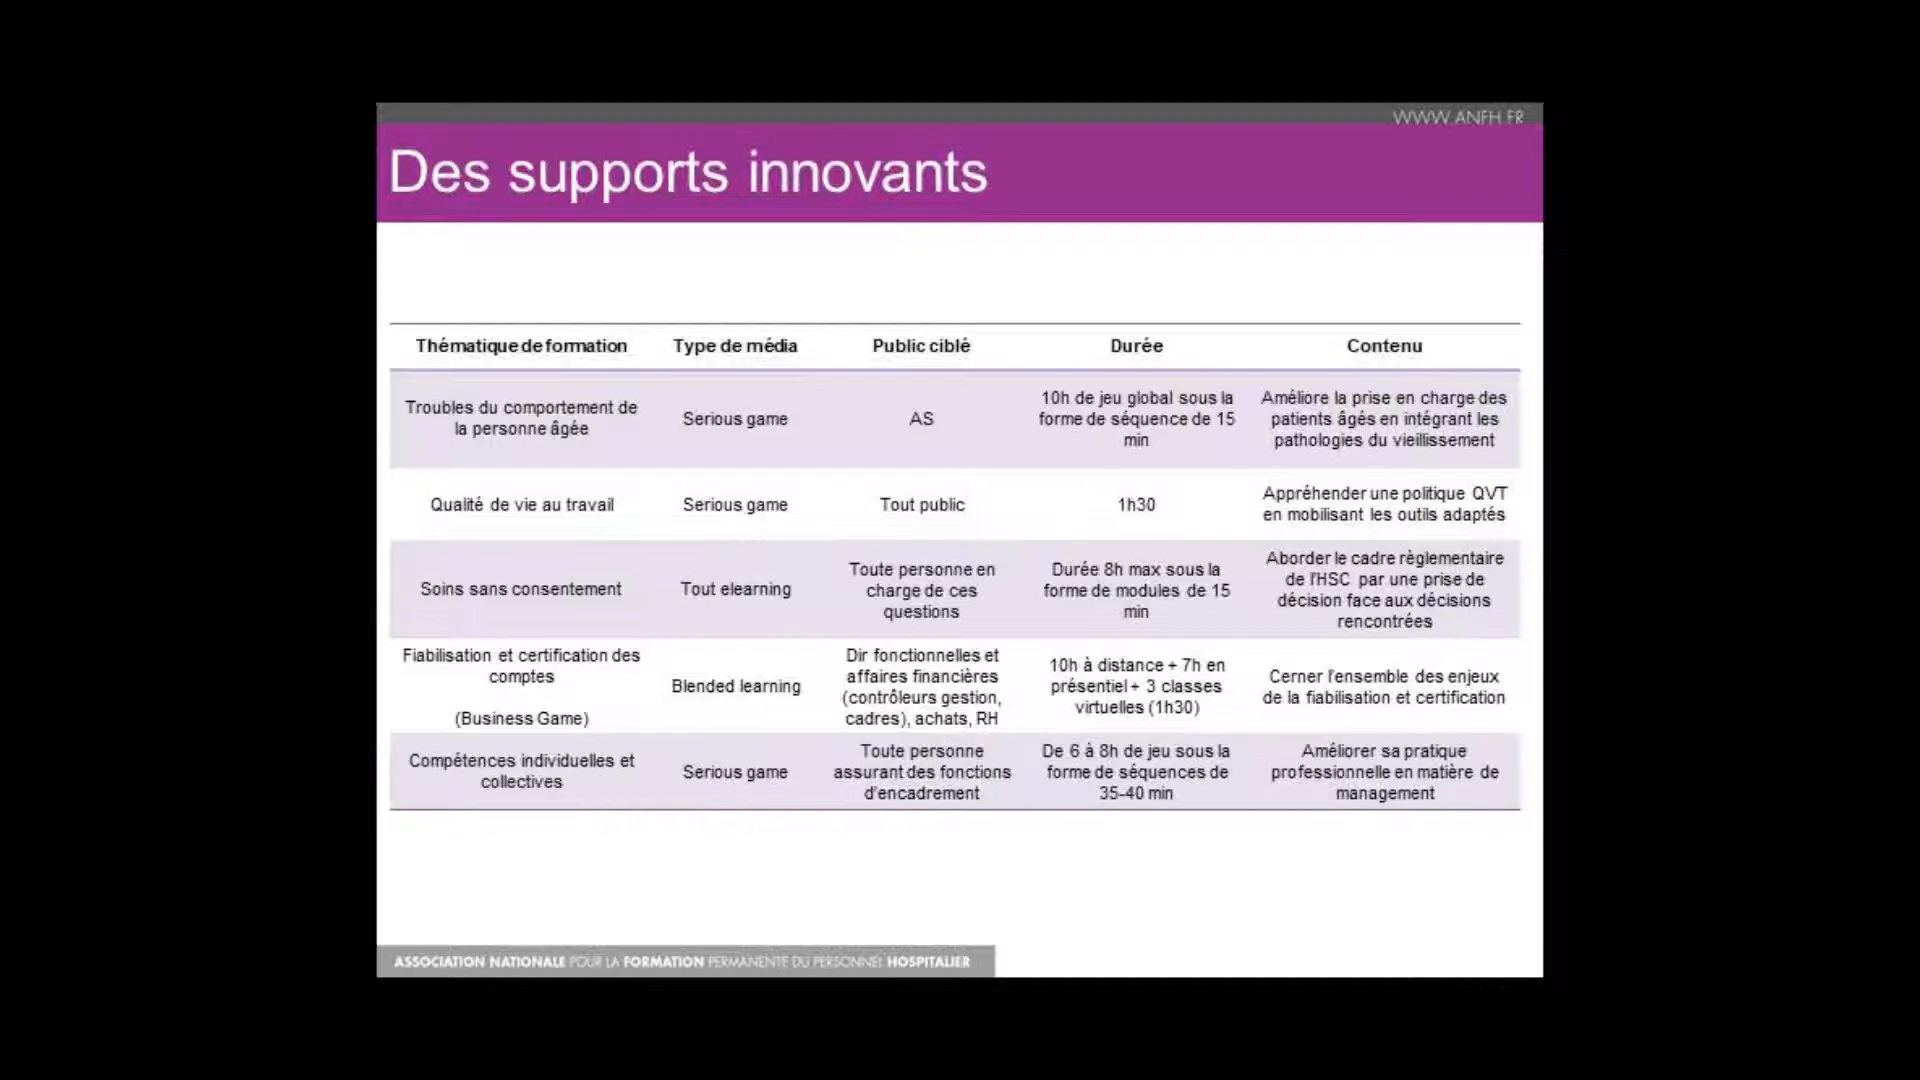 WWW.ANFH.FR
Des supports innovants
Thématique de formation Type de média Public ciblé Durée Contenu
Troubles du comportement de
la personne âgée
Serious game
AS
10h de jeu global sous la
forme de séquence de 15
min
Améliore la prise en charge des
patients âgés en intégrant les
pathologies du vieillissement
Qualité de vie au travail
Serious game
Tout public
1h30
Appréhender une politique QVT
en mobilisant les outils adaptés
Soins sans consentement
Tout elearning
Toute personne en
charge de ces
questions
Durée 8h max sous la
forme de modules de 15
min
Aborder le cadre règlementaire
de l'HSC par une prise de
décision face aux décisions
rencontrées
Fiabilisation et certification des
comptes
(Business Game)
Blended learning
Dir fonctionnelles et
affaires financières
(contrôleurs gestion,
cadres), achats, RH
10h à distance + 7h en
présentiel + 3 classes
virtuelles (1h30)
Cerner l'ensemble des enjeux
de la fiabilisation et certification
Compétences individuelles et
collectives
Serious game
Toute personne
assurant des fonctions
d'encadrement
De 6 à 8h de jeu sous la
forme de séquences de
35-40 min
Améliorer sa pratique
professionnelle en matière de
management
ASSOCIATION NATIONALE POUR LA FORMATION PERMANENTE DU PERSONNEL HOSPITALIER